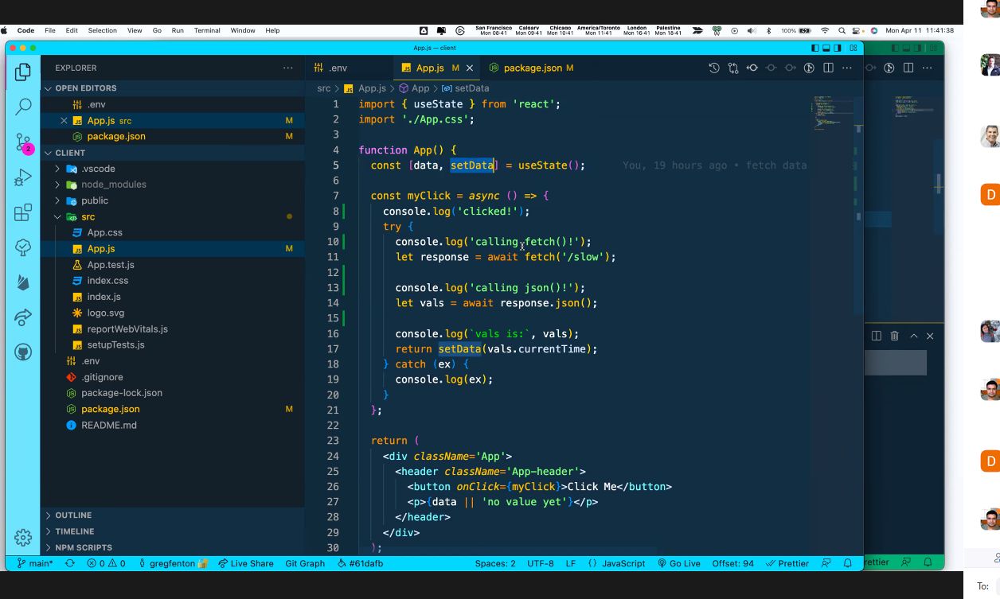 Code File Edit Selection View Go Run Terminal Window Help
San Francisco Calgary Chicago America/Toronto London Palestine
Mon 08:41 Mon 09:41 Mon 10:41 Mon 11:41 Mon 16:41 Mon 18:41
100% Mon Apr 11 11:41:38
App.js — client
EXPLORER ···
OPEN EDITORS
.env
App.js src M
package.json M
CLIENT
.vscode
node_modules
public
src
App.css
App.js M
App.test.js
index.css
index.js
logo.svg
reportWebVitals.js
setupTests.js
.env
.gitignore
package-lock.json
package.json M
README.md
OUTLINE
TIMELINE
NPM SCRIPTS
2
.env App.js M package.json M
src > App.js > App > setData
1 import { useState } from 'react';
2 import './App.css';
3
4 function App() {
5 const [data, setData] = useState(); You, 19 hours ago • fetch data
6
7 const myClick = async () => {
8 console.log('clicked!');
9 try {
10 console.log('calling fetch()!');
11 let response = await fetch('/slow');
12
13 console.log('calling json()!');
14 let vals = await response.json();
15
16 console.log(`vals is:`, vals);
17 return setData(vals.currentTime);
18 } catch (ex) {
19 console.log(ex);
20 }
21 };
22
23 return (
24 <div className='App'>
25 <header className='App-header'>
26 <button onClick={myClick}>Click Me</button>
27 <p>{data || 'no value yet'}</p>
28 </header>
29 </div>
30 );
main* 0 0 gregfenton Live Share Git Graph #61dafb Spaces: 2 UTF-8 LF {} JavaScript Go Live Offset: 94 Prettier
rettier
D
D
To: